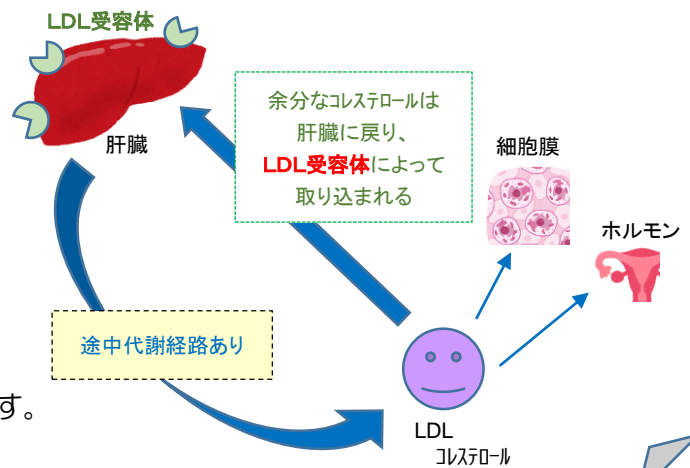 LDL受容体
肝臓
余分なｺﾚｽﾃﾛｰﾙは
肝臓に戻り、
LDL受容体によって
取り込まれる
細胞膜
ホルモン
途中代謝経路あり
す。
LDL
ｺﾚｽﾃﾛｰﾙ